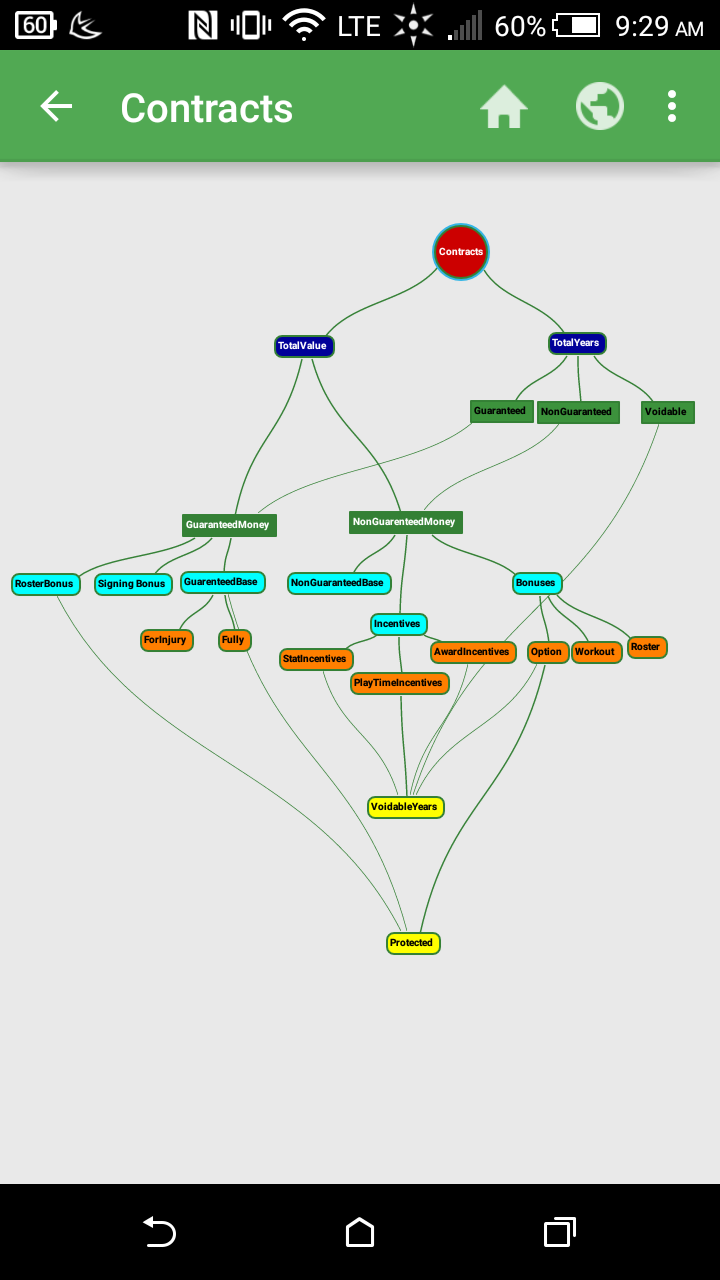 60 LTE 60% 9:29 AM
Contracts
Contracts
TotalValue
TotalYears
Guaranteed
NonGuaranteed
Voidable
GuaranteedMoney
NonGuarenteedMoney
RosterBonus
Signing Bonus
GuarenteedBase
NonGuaranteedBase
Bonuses
Incentives
ForInjury
Fully
StatIncentives
AwardIncentives
Option
Workout
Roster
PlayTimeIncentives
VoidableYears
Protected